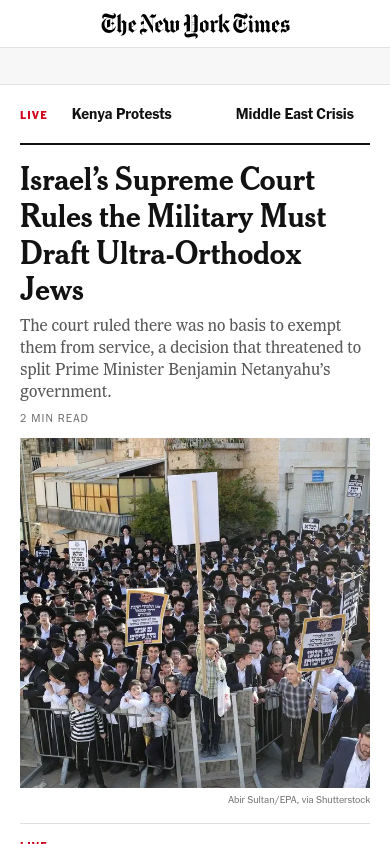 The New York Times
LIVE
Kenya Protests
Middle East Crisis
Israel’s Supreme Court
Rules the Military Must
Draft Ultra-Orthodox
Jews
The court ruled there was no basis to exempt
them from service, a decision that threatened to
split Prime Minister Benjamin Netanyahu’s
government.
2 MIN READ
Abir Sultan/EPA, via Shutterstock
LIVE